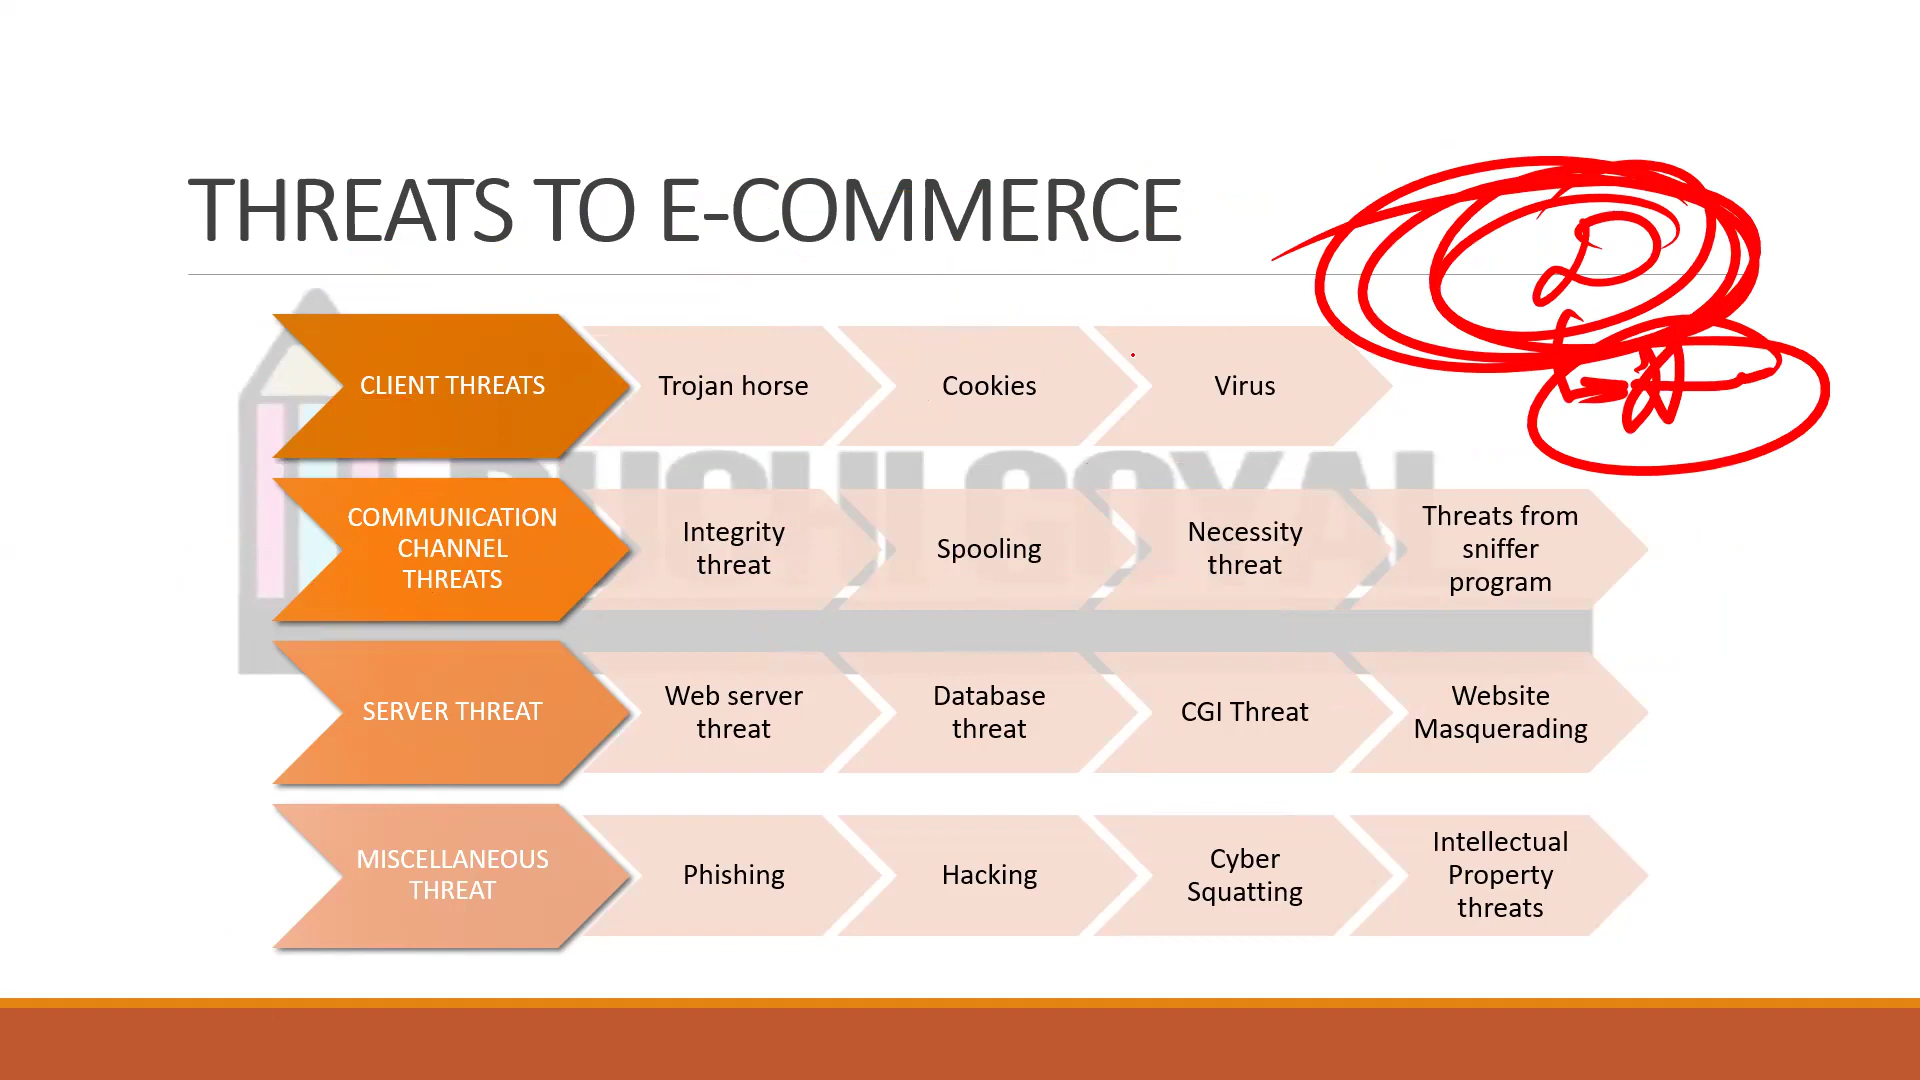 THREATS TO E-COMMERCE
CLIENT THREATS
Trojan horse
Cookies
Virus
COMMUNICATION
CHANNEL
THREATS
Integrity
threat
Spooling
Necessity
threat
Threats from
sniffer
program
SERVER THREAT
Web server
threat
Database
threat
CGI Threat
Website
Masquerading
MISCELLANEOUS
THREAT
Phishing
Hacking
Cyber
Squatting
Intellectual
Property
threats